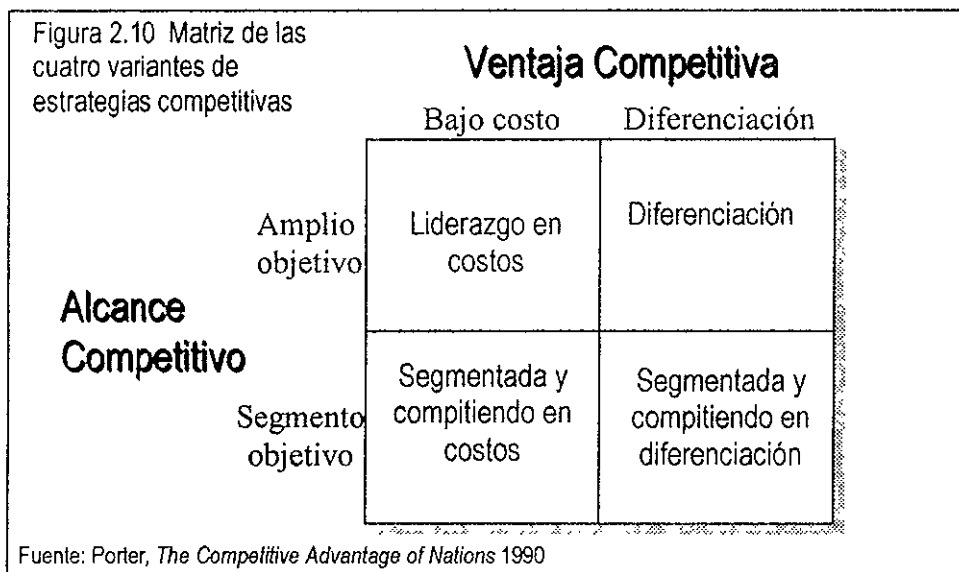 Figura 2.10 Matriz de las
cuatro variantes de
estrategias competitivas
Ventaja Competitiva
Bajo costo Diferenciación
Amplio
objetivo
Liderazgo en
costos
Diferenciación
Alcance
Competitivo
Segmento
objetivo
Segmentada y
compitiendo en
costos
Segmentada y
compitiendo en
diferenciación
Fuente: Porter, The Competitive Advantage of Nations 1990